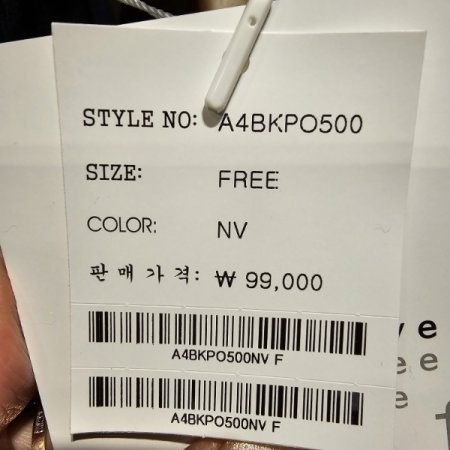 STYLE NO: A4BKPO500
SIZE: FREE
COLOR: NV
판매가격: ₩ 99,000
A4BKPO500NV F
A4BKPO500NV F